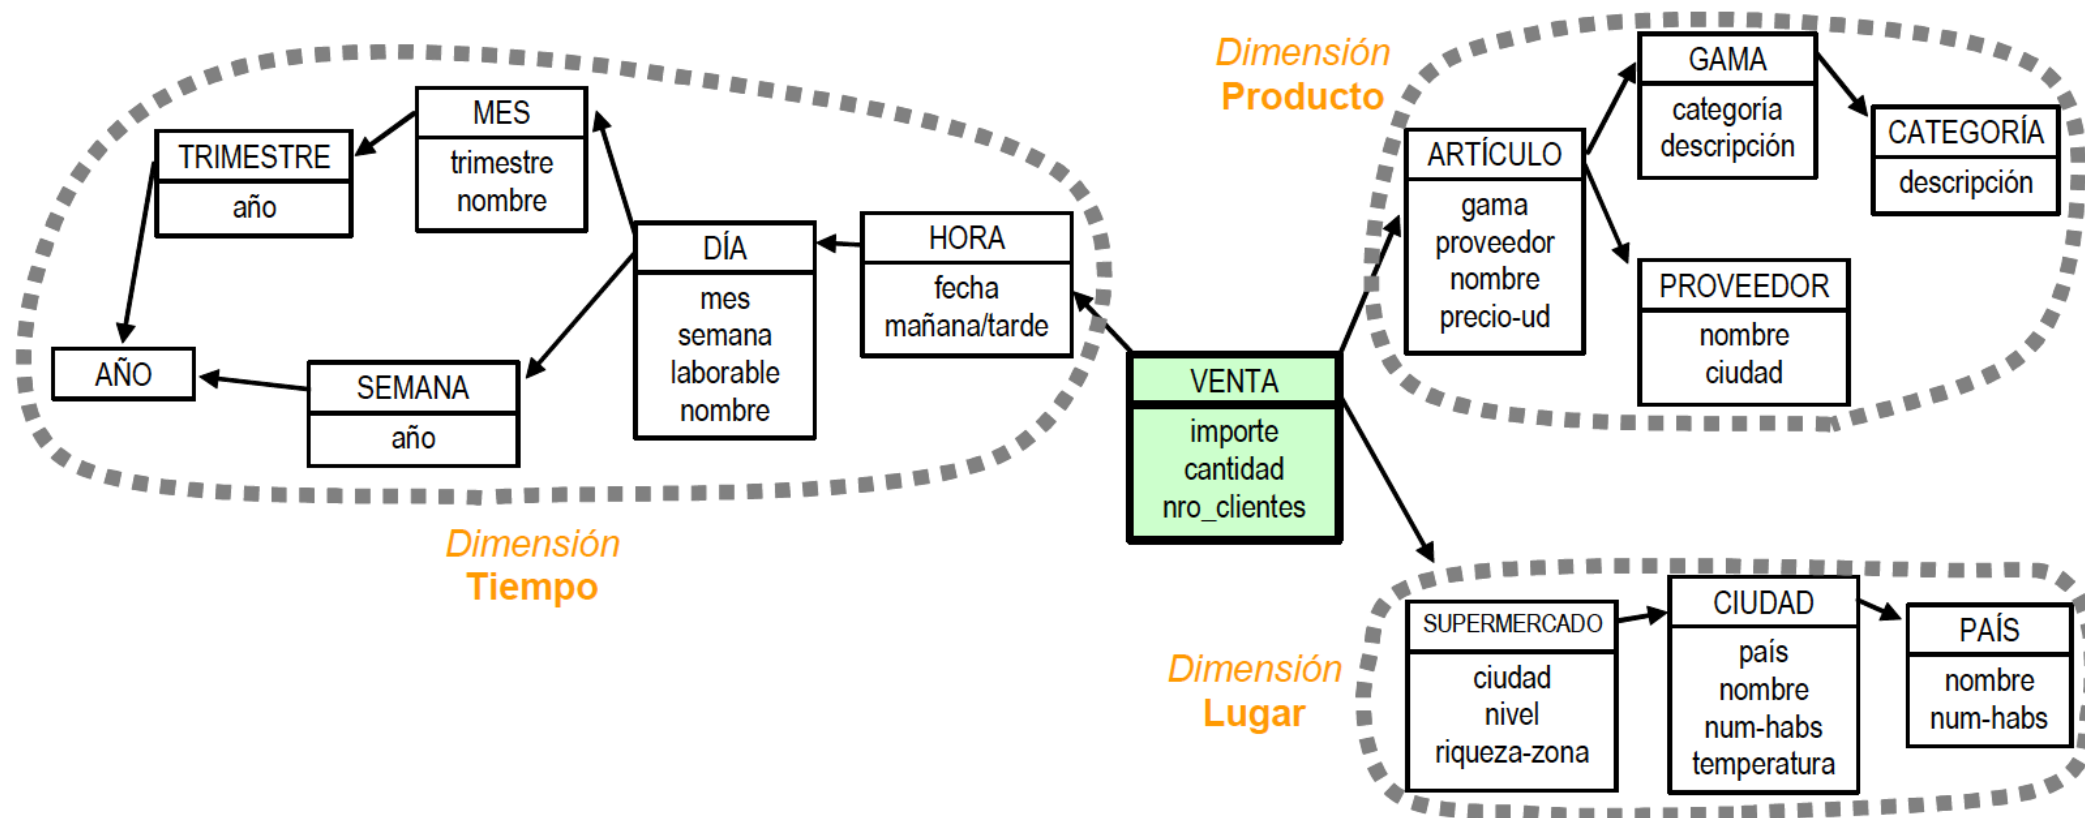 Dimensión
Producto
GAMA
categoría
descripción
CATEGORÍA
descripción
ARTÍCULO
gama
proveedor
nombre
precio-ud
PROVEEDOR
nombre
ciudad
MES
trimestre
nombre
TRIMESTRE
año
DÍA
mes
semana
laborable
nombre
HORA
fecha
mañana/tarde
AÑO
SEMANA
año
VENTA
importe
cantidad
nro_clientes
Dimensión
Tiempo
Dimensión
Lugar
SUPERMERCADO
ciudad
nivel
riqueza-zona
CIUDAD
país
nombre
num-habs
temperatura
PAÍS
nombre
num-habs